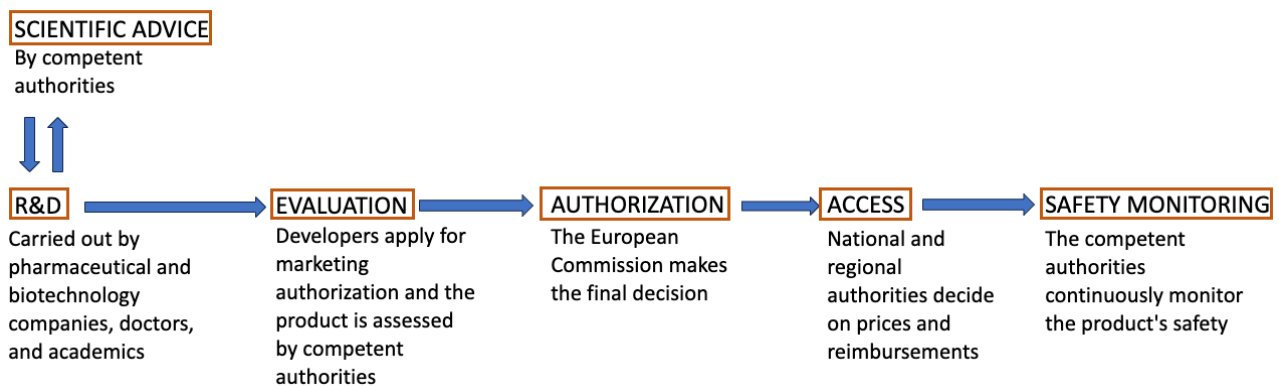 SCIENTIFIC ADVICE
By competent
authorities
R&D
Carried out by
pharmaceutical and
biotechnology
companies, doctors,
and academics
EVALUATION
Developers apply for
marketing
authorization and the
product is assessed
by competent
authorities
AUTHORIZATION
The European
Commission makes
the final decision
ACCESS
National and
regional
authorities decide
on prices and
reimbursements
SAFETY MONITORING
The competent
authorities
continuously monitor
the product's safety